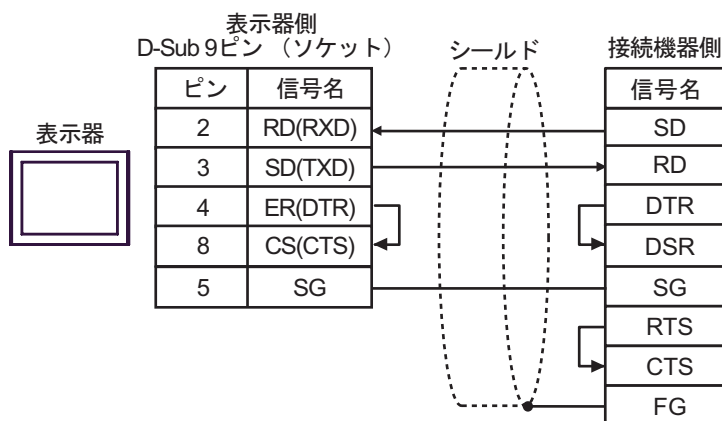 表示器側
D-Sub 9ピン （ソケット）
シールド
接続機器側
ピン 信号名
信号名
表示器
2 RD(RXD)
SD
3 SD(TXD)
RD
4 ER(DTR)
DTR
8 CS(CTS)
DSR
5 SG
SG
RTS
CTS
FG